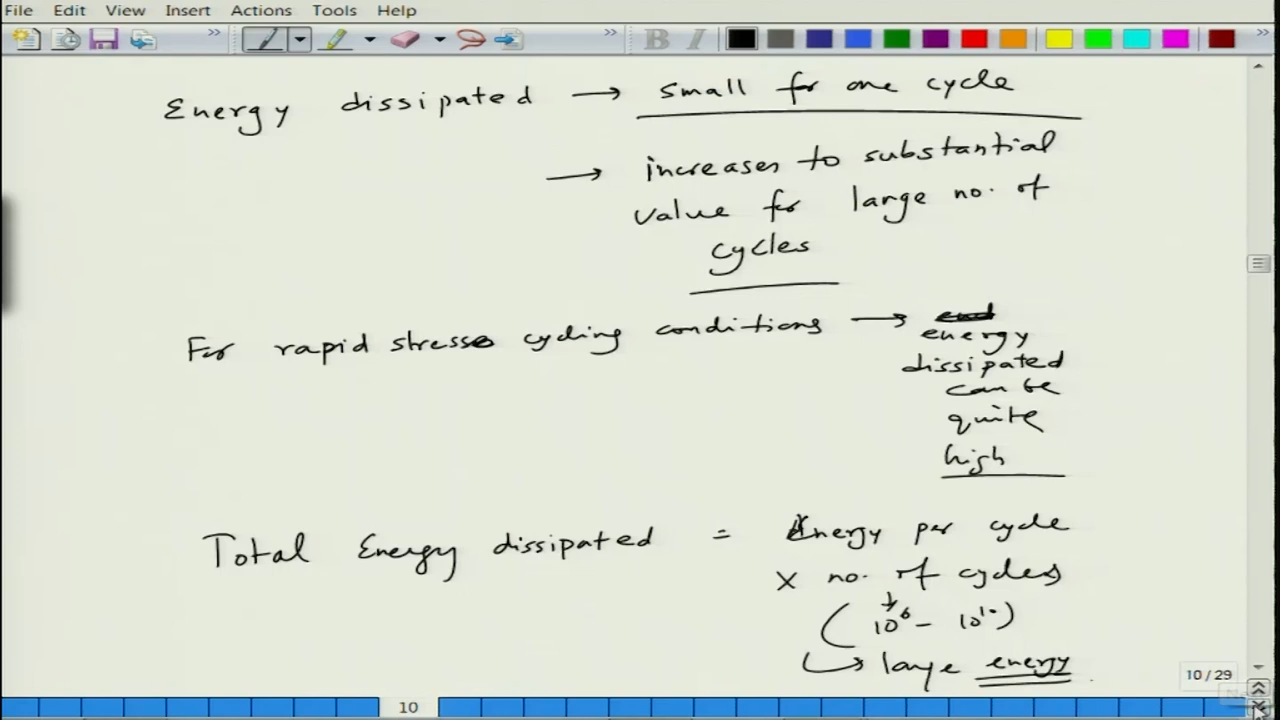 File Edit View Insert Actions Tools Help
B I
Energy dissipated → small for one cycle
→ increases to substantial
value for large no. of
cycles
For rapid stress cycling conditions →
energy
dissipated
can be
quite
high
Total Energy dissipated = Energy per cycle
x no. of cycles
(10⁶ - 10¹⁰)
↳ large energy
10/29
10